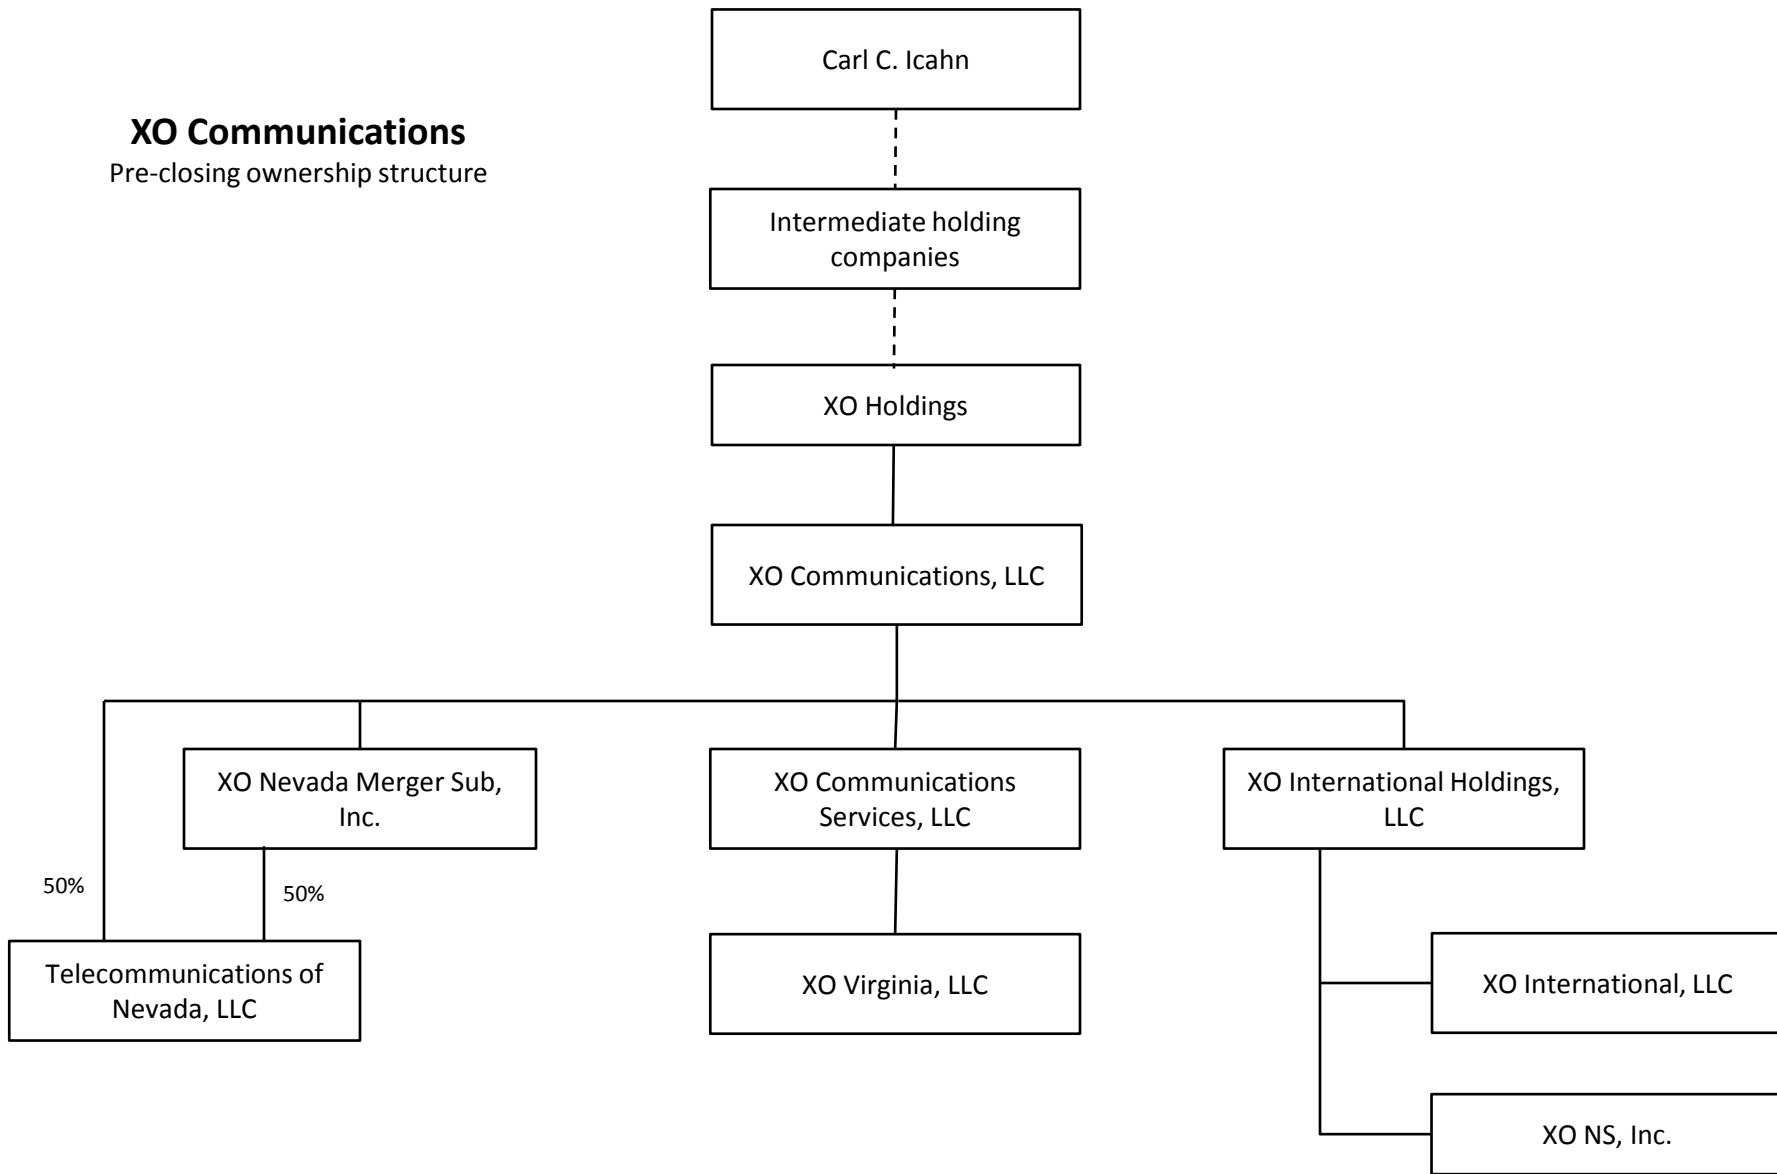 Carl C. Icahn
XO Communications
Pre-closing ownership structure
Intermediate holding
companies
XO Holdings
XO Communications, LLC
XO Nevada Merger Sub,
Inc.
XO Communications
Services, LLC
XO International Holdings,
LLC
50%
50%
Telecommunications of
Nevada, LLC
XO Virginia, LLC
XO International, LLC
XO NS, Inc.